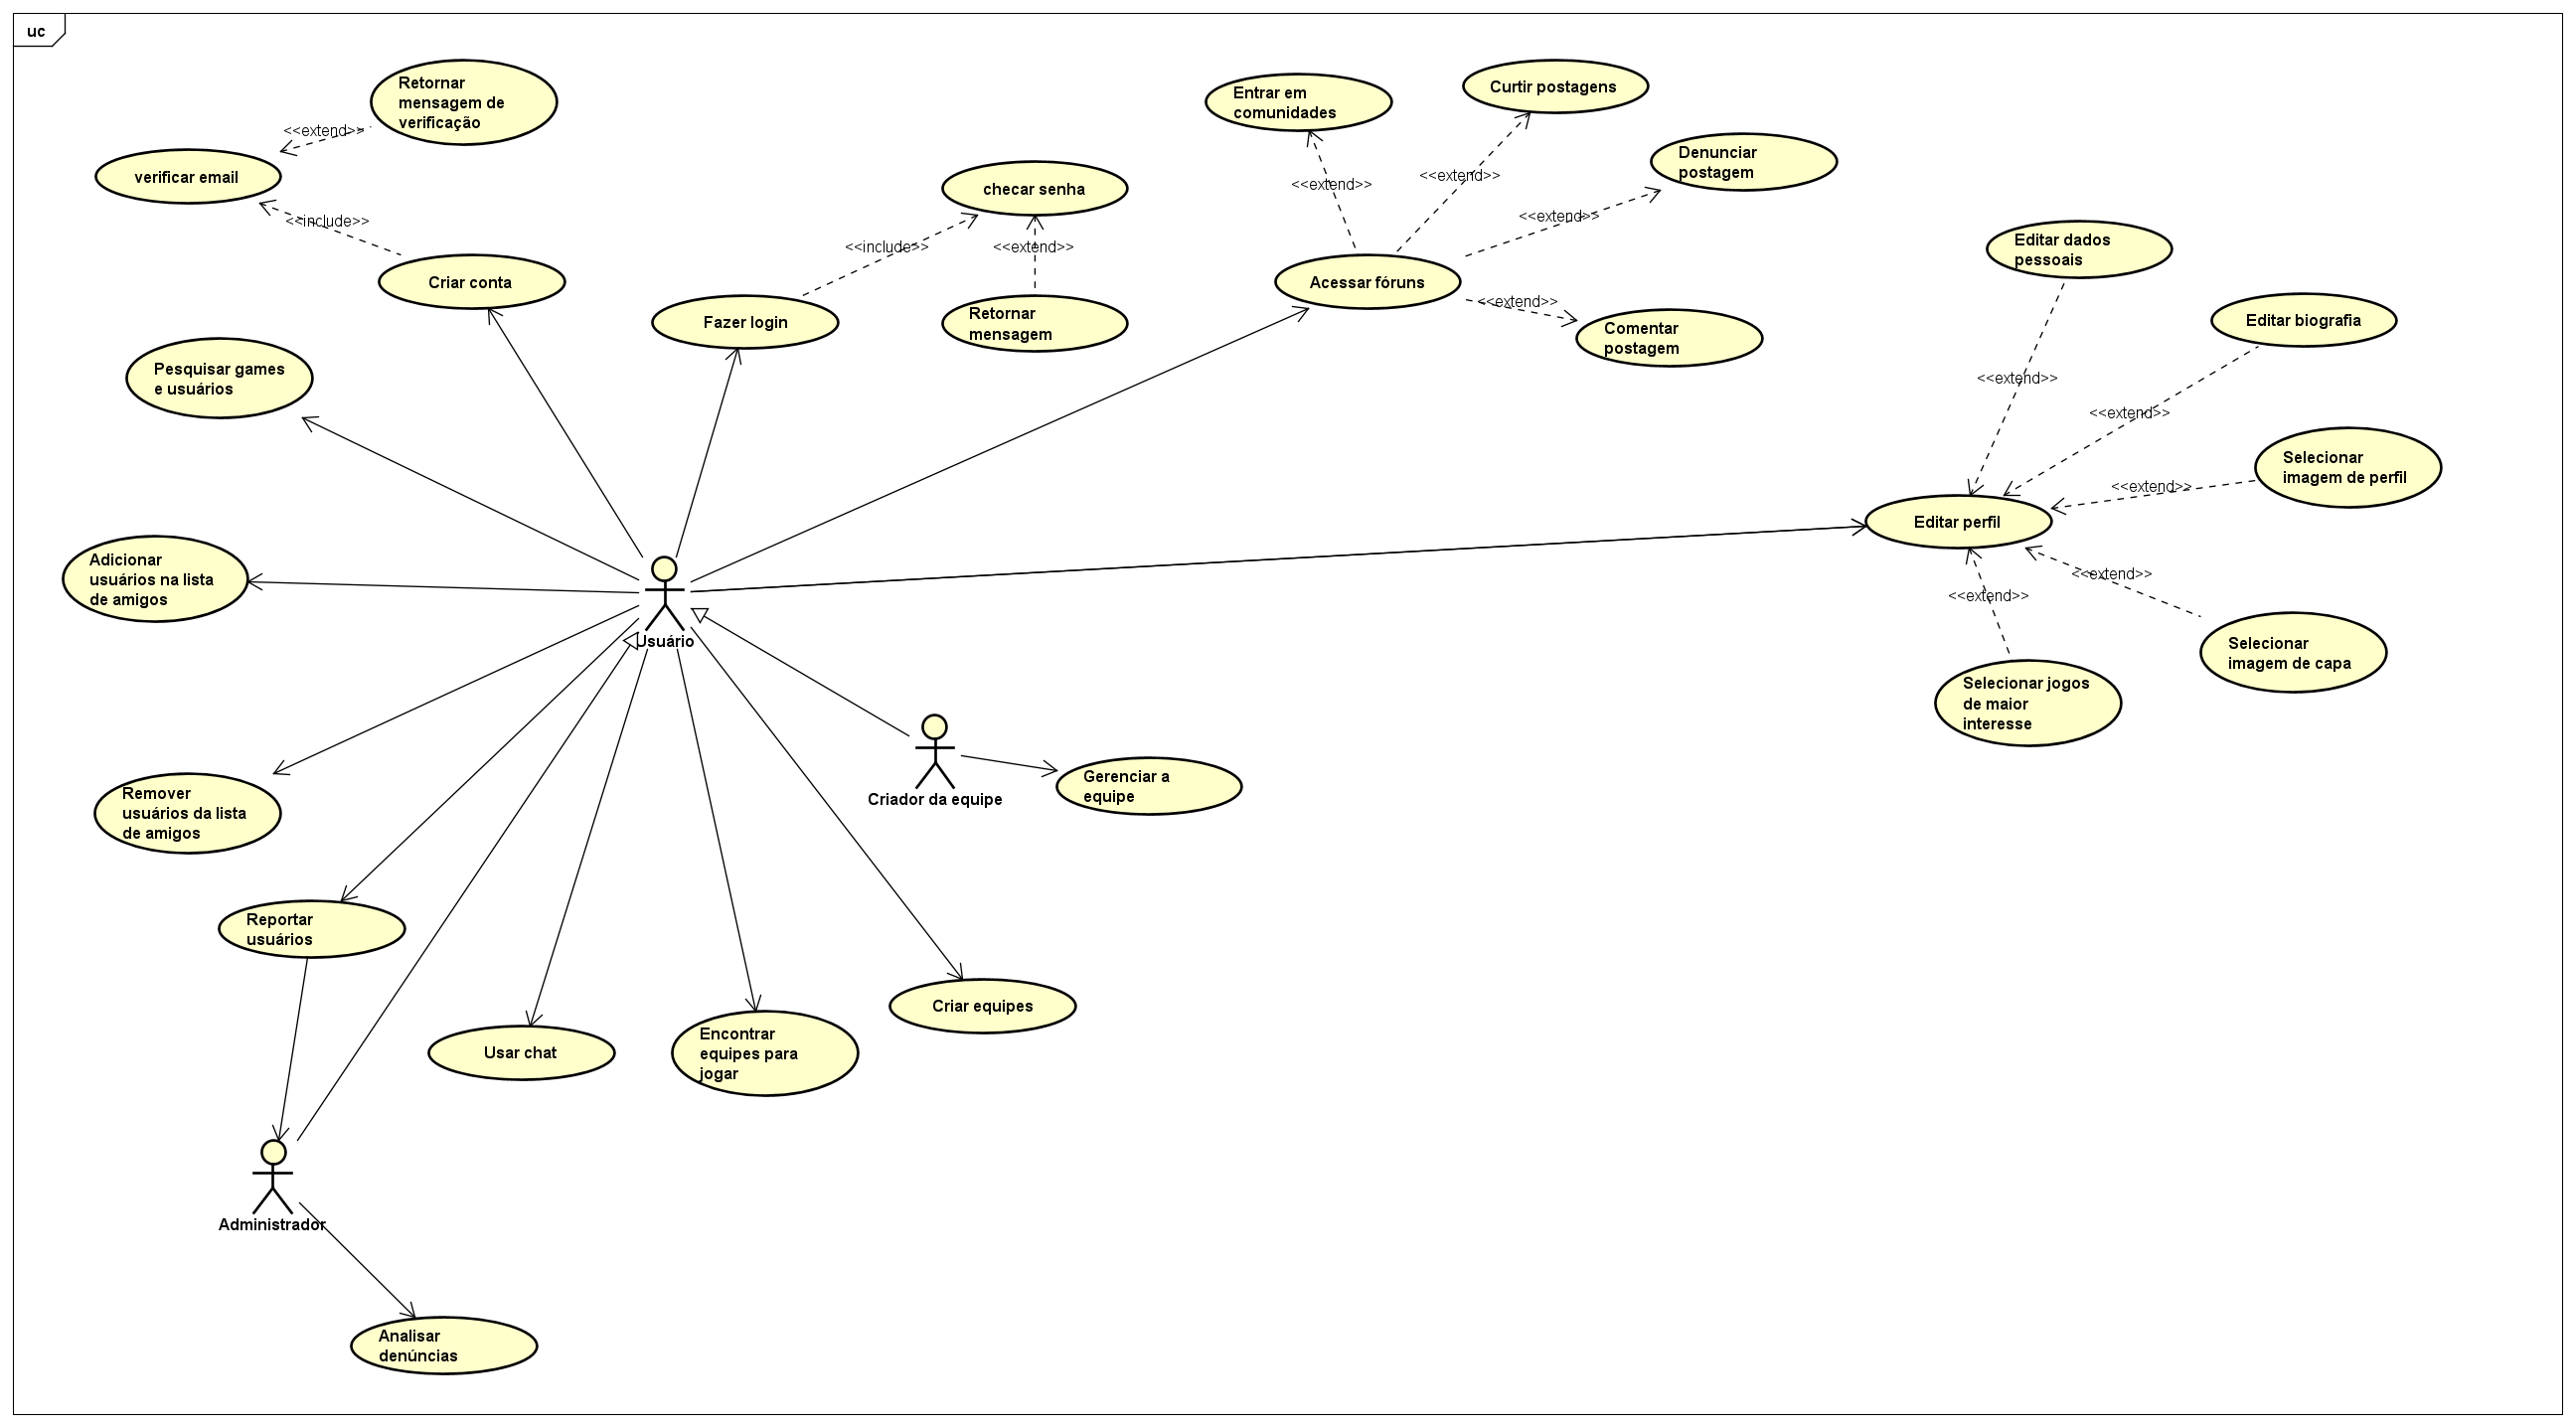 uc
Retornar
mensagem de
verificação
<<extend>>
verificar email
<<include>>
Criar conta
Pesquisar games
e usuários
Adicionar
usuários na lista
de amigos
Remover
usuários da lista
de amigos
Reportar
usuários
checar senha
<<include>>
<<extend>>
Fazer login
Retornar
mensagem
Entrar em
comunidades
Curtir postagens
Denunciar
postagem
<<extend>>
<<extend>>
<<extend>>
Acessar fóruns
<<extend>>
Comentar
postagem
Editar dados
pessoais
Editar biografia
<<extend>>
<<extend>>
Selecionar
imagem de perfil
<<extend>>
Editar perfil
<<extend>>
<<extend>>
Selecionar
imagem de capa
Selecionar jogos
de maior
interesse
Usuário
Criador da equipe
Gerenciar a
equipe
Criar equipes
Encontrar
equipes para
jogar
Usar chat
Administrador
Analisar
denúncias